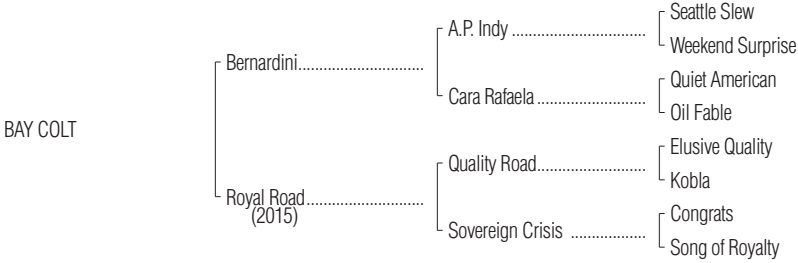 Seattle Slew
A.P. Indy ................................
Weekend Surprise
Bernardini..............................
Quiet American
Cara Rafaela ..........................
Oil Fable
BAY COLT
Elusive Quality
Quality Road..........................
Kobla
Royal Road............................
(2015)
Congrats
Sovereign Crisis ..................
Song of Royalty